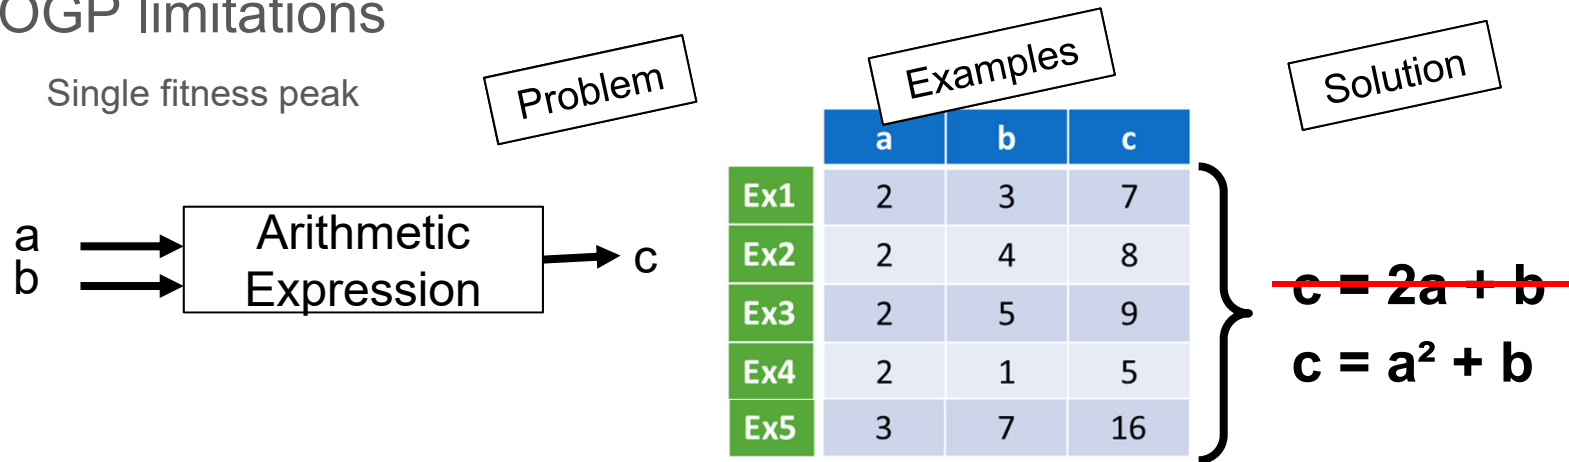 OGP limitations
Single fitness peak
Problem
Examples
Solution
a
b
Arithmetic
Expression
c
a b c
Ex1 2 3 7
Ex2 2 4 8
Ex3 2 5 9
Ex4 2 1 5
Ex5 3 7 16
c = 2a + b
c = a² + b